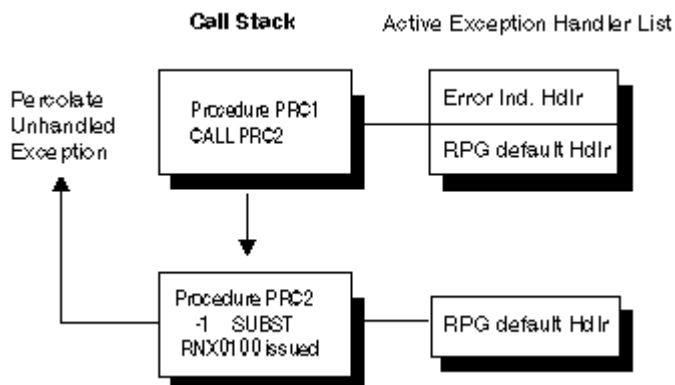 Call Stack
Active Exception Handler List
Percolate
Unhandled
Exception
Procedure PRC1
CALL PRC2
Error Ind. Hdlr
RPG default Hdlr
Procedure PRC2
-1 SUBST
RNX0100 issued
RPG default Hdlr